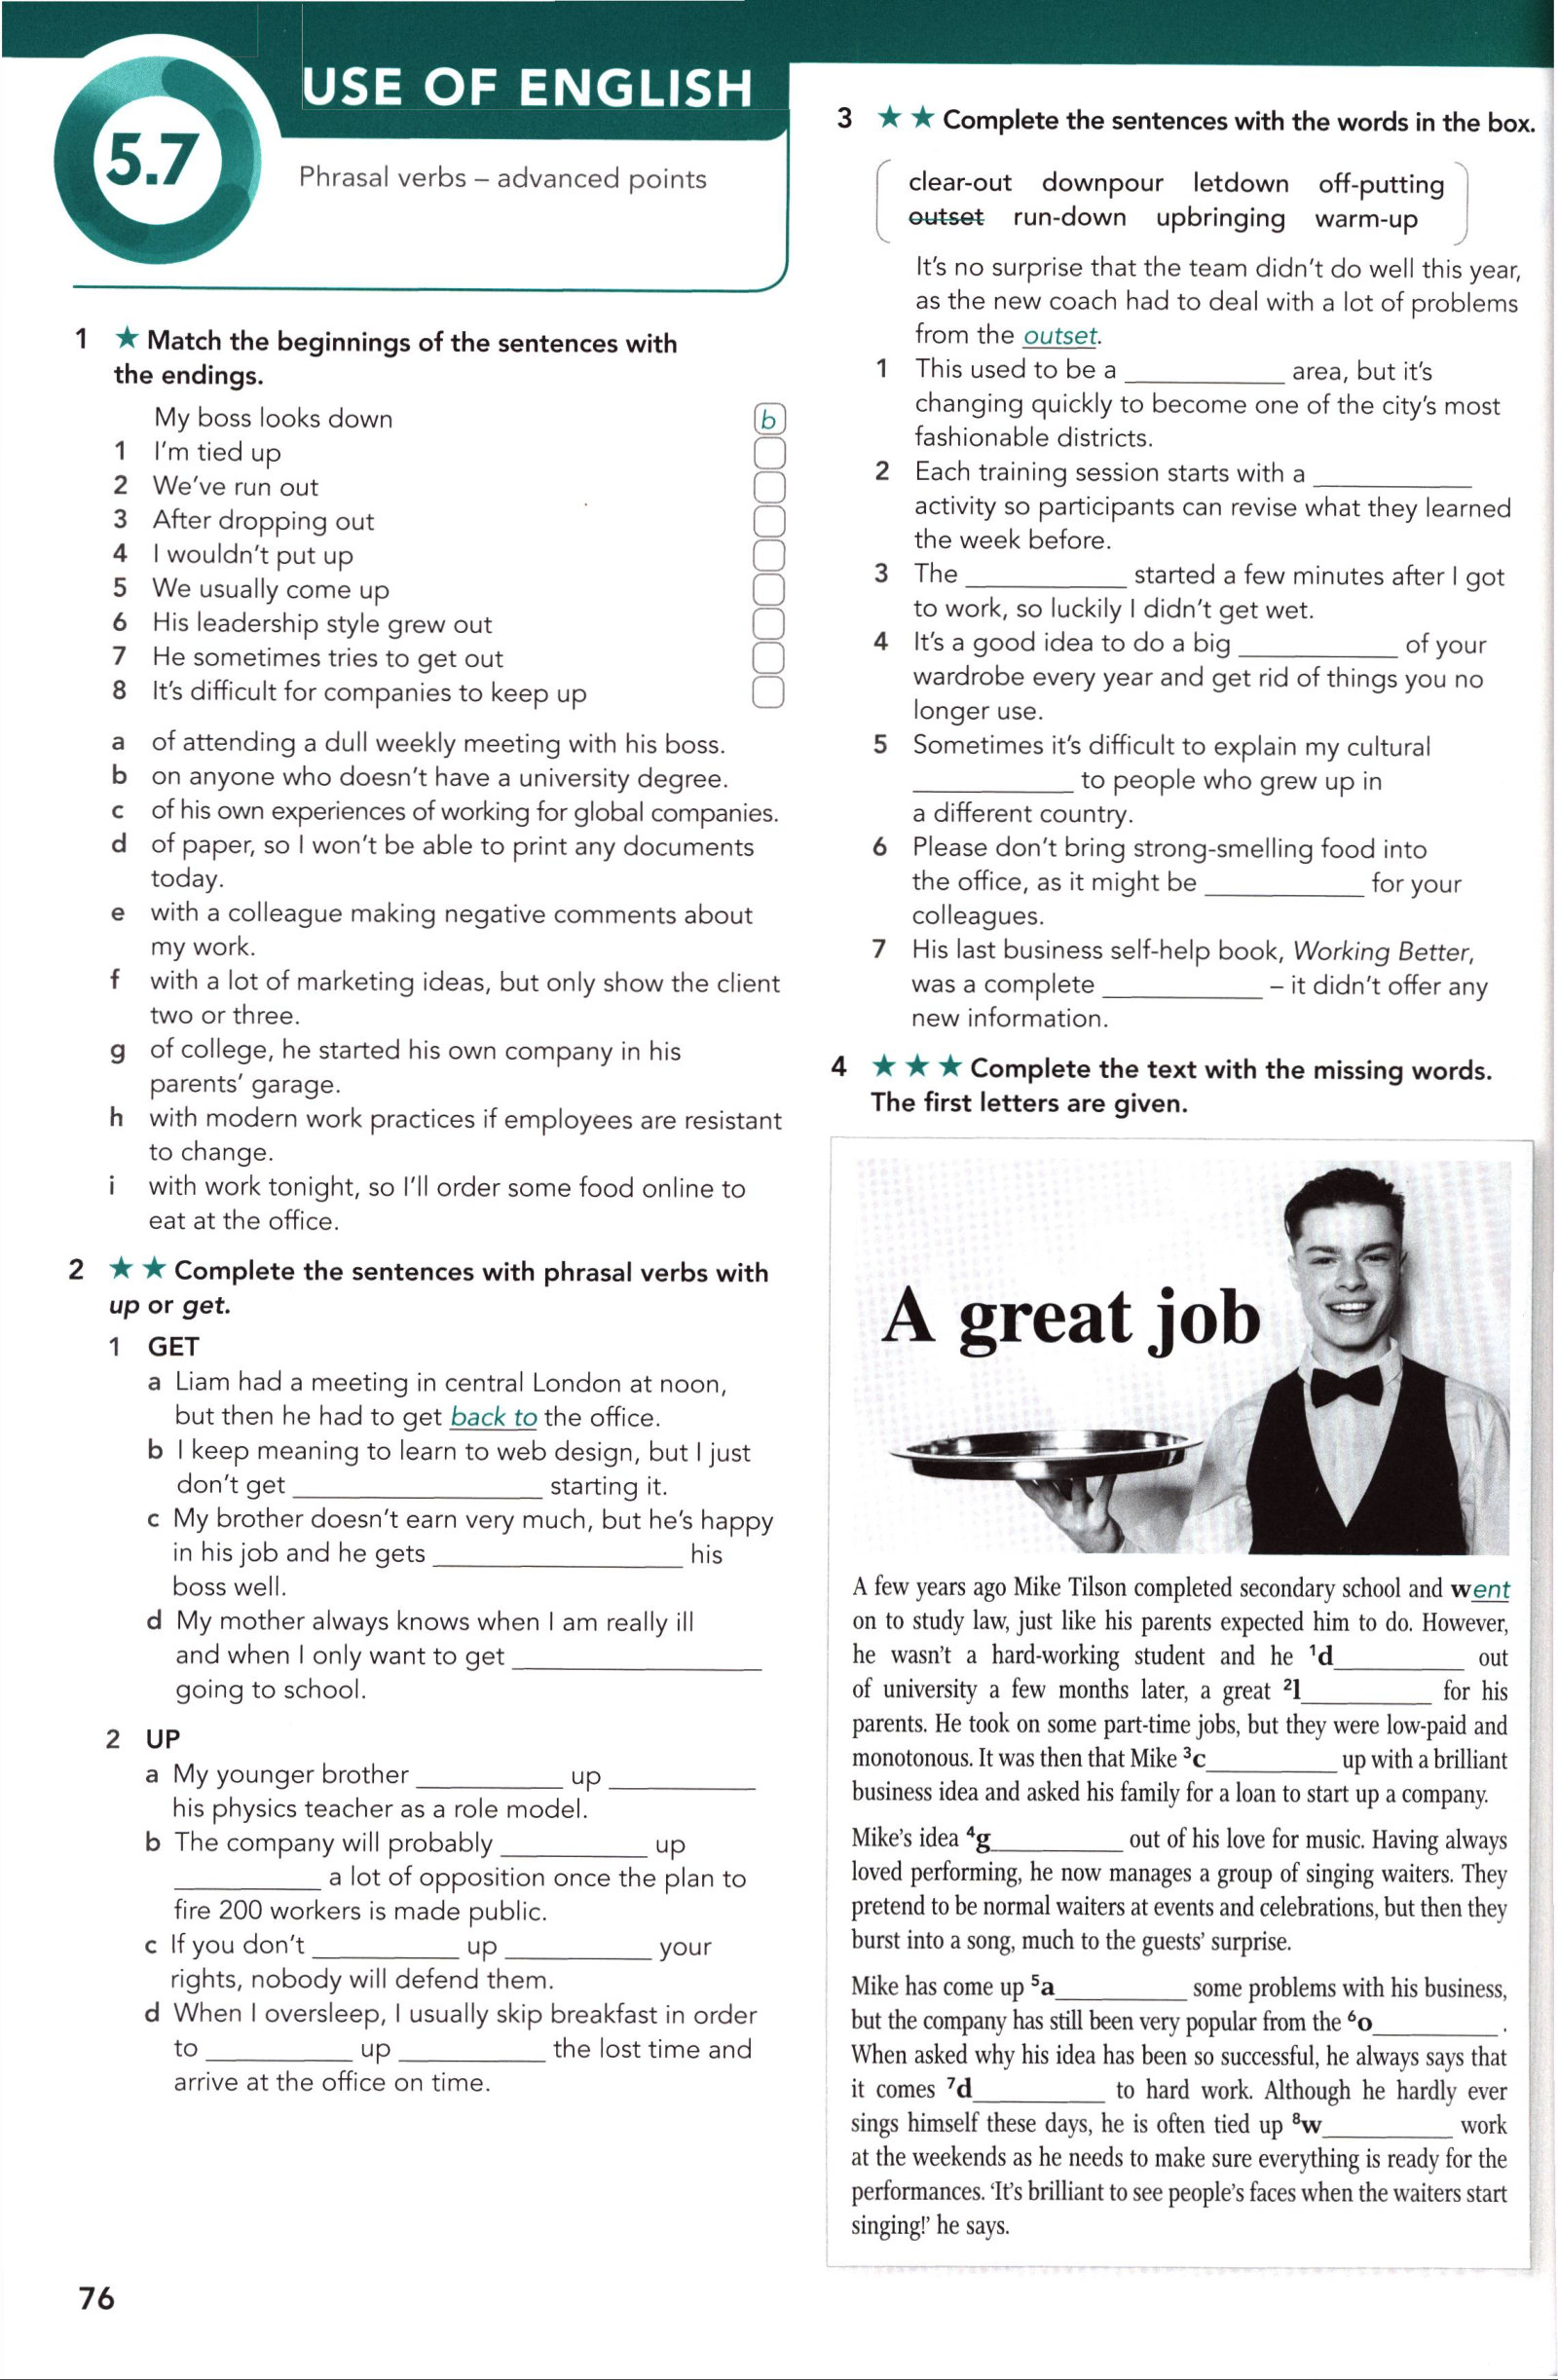 USE OF ENGLISH
5.7
Phrasal verbs – advanced points
1 ★ Match the beginnings of the sentences with
the endings.
My boss looks down b
1 I'm tied up
2 We've run out
3 After dropping out
4 I wouldn't put up
5 We usually come up
6 His leadership style grew out
7 He sometimes tries to get out
8 It's difficult for companies to keep up
a of attending a dull weekly meeting with his boss.
b on anyone who doesn't have a university degree.
c of his own experiences of working for global companies.
d of paper, so I won't be able to print any documents
today.
e with a colleague making negative comments about
my work.
f with a lot of marketing ideas, but only show the client
two or three.
g of college, he started his own company in his
parents' garage.
h with modern work practices if employees are resistant
to change.
i with work tonight, so I'll order some food online to
eat at the office.
2 ★ ★ Complete the sentences with phrasal verbs with
up or get.
1 GET
a Liam had a meeting in central London at noon,
but then he had to get back to the office.
b I keep meaning to learn to web design, but I just
don't get ____________ starting it.
c My brother doesn't earn very much, but he's happy
in his job and he gets ____________ his
boss well.
d My mother always knows when I am really ill
and when I only want to get ____________
going to school.
2 UP
a My younger brother ________ up ________
his physics teacher as a role model.
b The company will probably ________ up
________ a lot of opposition once the plan to
fire 200 workers is made public.
c If you don't ________ up ________ your
rights, nobody will defend them.
d When I oversleep, I usually skip breakfast in order
to ________ up ________ the lost time and
arrive at the office on time.
76
3 ★ ★ Complete the sentences with the words in the box.
clear-out downpour letdown off-putting
outset run-down upbringing warm-up
It's no surprise that the team didn't do well this year,
as the new coach had to deal with a lot of problems
from the outset.
1 This used to be a ________ area, but it's
changing quickly to become one of the city's most
fashionable districts.
2 Each training session starts with a ________
activity so participants can revise what they learned
the week before.
3 The ________ started a few minutes after I got
to work, so luckily I didn't get wet.
4 It's a good idea to do a big ________ of your
wardrobe every year and get rid of things you no
longer use.
5 Sometimes it's difficult to explain my cultural
________ to people who grew up in
a different country.
6 Please don't bring strong-smelling food into
the office, as it might be ________ for your
colleagues.
7 His last business self-help book, Working Better,
was a complete ________ – it didn't offer any
new information.
4 ★ ★ ★ Complete the text with the missing words.
The first letters are given.
A great job
A few years ago Mike Tilson completed secondary school and went
on to study law, just like his parents expected him to do. However,
he wasn't a hard-working student and he ¹d________ out
of university a few months later, a great ²l________ for his
parents. He took on some part-time jobs, but they were low-paid and
monotonous. It was then that Mike ³c________ up with a brilliant
business idea and asked his family for a loan to start up a company.
Mike's idea ⁴g________ out of his love for music. Having always
loved performing, he now manages a group of singing waiters. They
pretend to be normal waiters at events and celebrations, but then they
burst into a song, much to the guests' surprise.
Mike has come up ⁵a________ some problems with his business,
but the company has still been very popular from the ⁶o________ .
When asked why his idea has been so successful, he always says that
it comes ⁷d________ to hard work. Although he hardly ever
sings himself these days, he is often tied up ⁸w________ work
at the weekends as he needs to make sure everything is ready for the
performances. 'It's brilliant to see people's faces when the waiters start
singing!' he says.